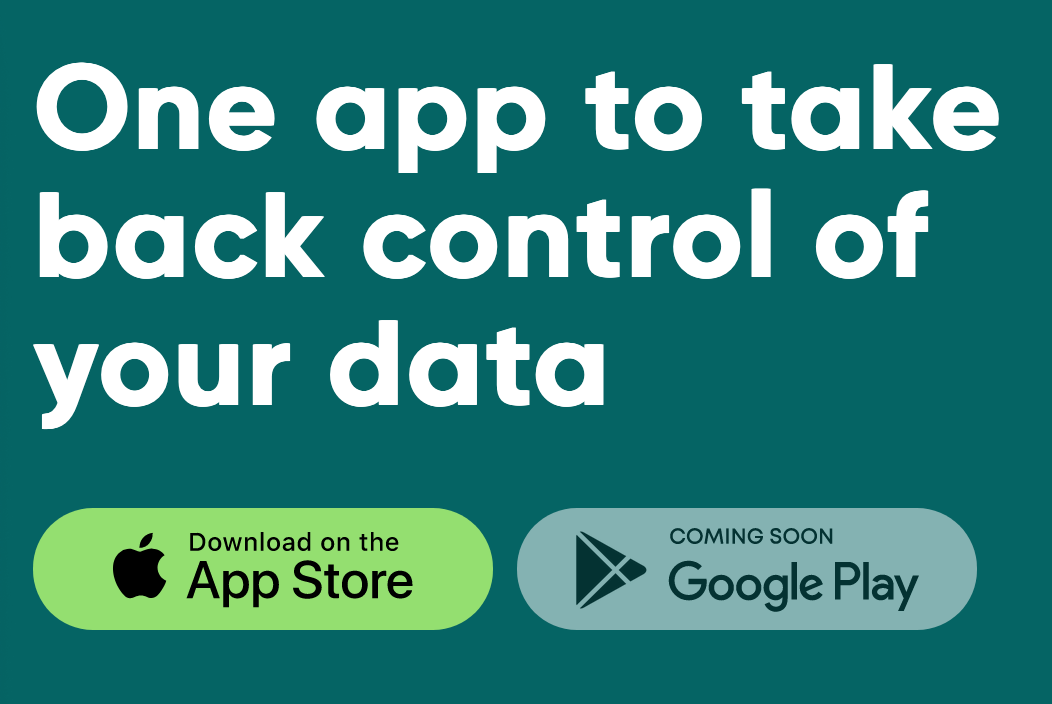 One app to take
back control of
your data
Download on the
App Store
COMING SOON
Google Play